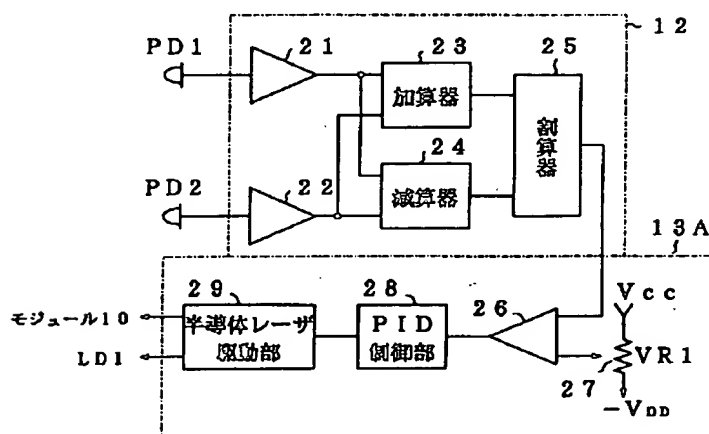 PD1
21
23
25
12
加算器
割算器
24
PD2
22
減算器
13A
29
28
26
Vcc
モジュール10
半導体レーザ
駆動部
PID
制御部
VR1
LD1
27
-VDD